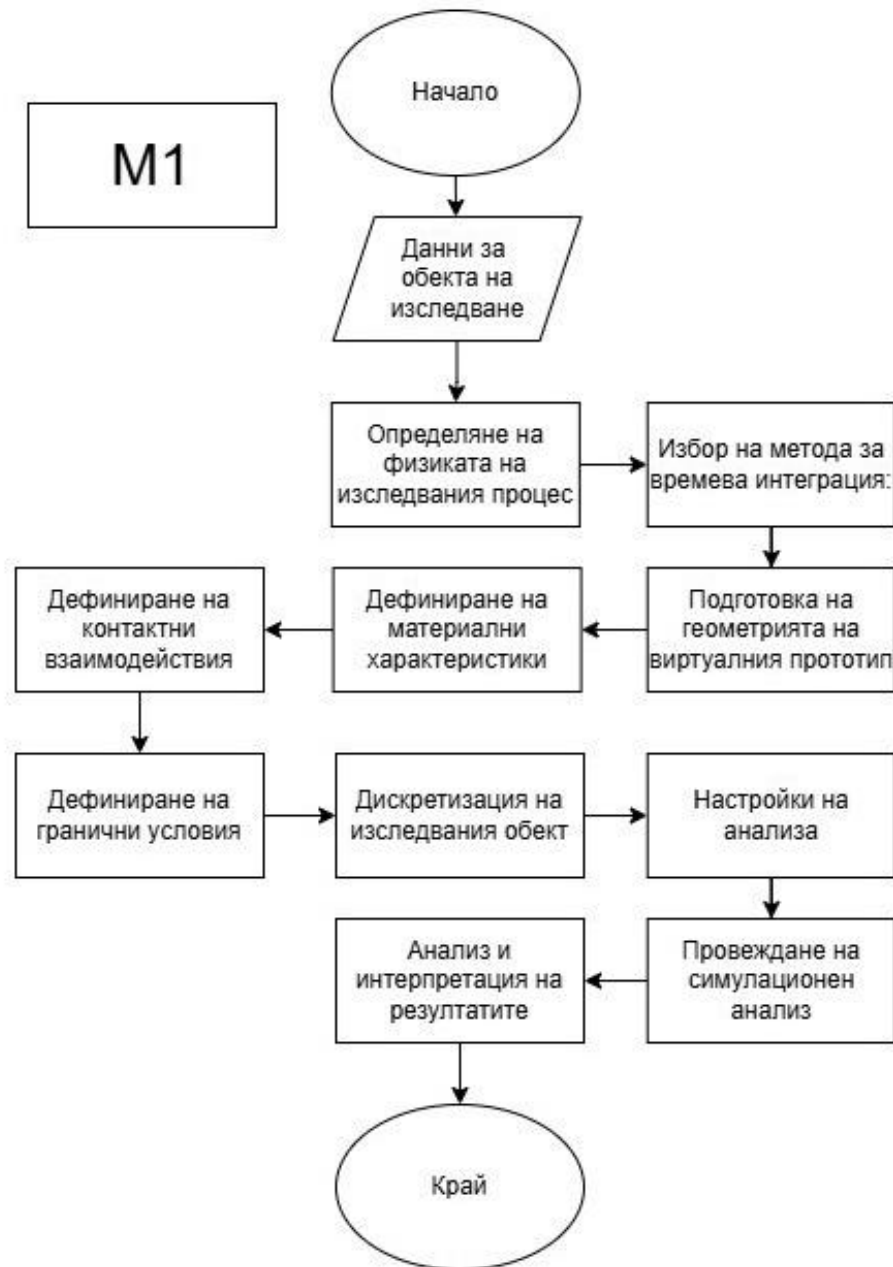 Начало
M1
Данни за
обекта на
изследване
Определяне на
физиката на
изследвания процес
Избор на метода за
времева интеграция:
Подготовка на
геометрията на
виртуалния прототип
Дефиниране на
материални
характеристики
Дефиниране на
контактни
взаимодействия
Дефиниране на
гранични условия
Дискретизация на
изследвания обект
Настройки на
анализа
Провеждане на
симулационен
анализ
Анализ и
интерпретация на
резултатите
Край